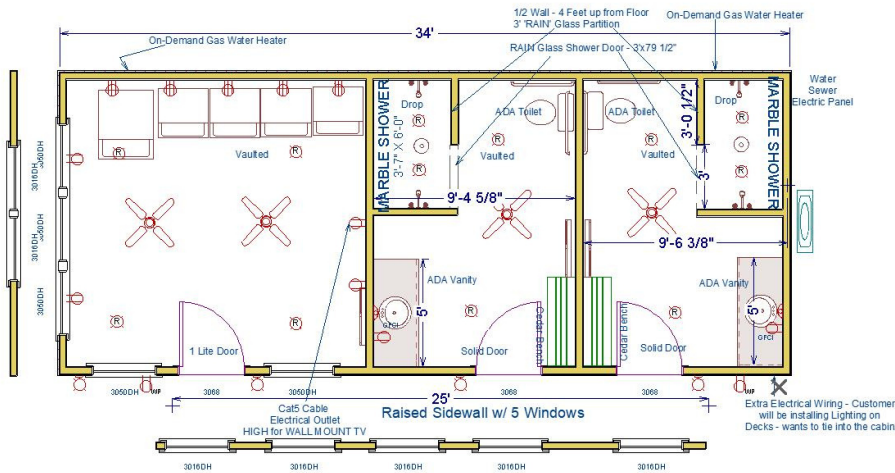 1/2 Wall - 4 Feet up from Floor
3' 'RAIN' Glass Partition
On-Demand Gas Water Heater
34'
On-Demand Gas Water Heater
RAIN Glass Shower Door - 3'x79 1/2"
Water
Sewer
Electric Panel
MARBLE SHOWER
3'-7" X 6'-0"
Drop
ADA Toilet
ADA Toilet
3'-0 1/2"
Drop
MARBLE SHOWER
Vaulted
Vaulted
Vaulted
R
R
R
R
R
R
R
R
3'
9'-4 5/8"
9'-6 3/8"
3050DH
3016DH
3050DH
3016DH
3050DH
ADA Vanity
5'
GFCI
ADA Vanity
5'
GFCI
R
R
R
R
1 Lite Door
Solid Door
Cedar Bench
Cedar Bench
Solid Door
3050DH
WP
3068
3050DH
3068
3068
WP
25'
Cat5 Cable
Electrical Outlet
HIGH for WALL MOUNT TV
Raised Sidewall w/ 5 Windows
Extra Electrical Wiring - Customer
will be installing Lighting on
Decks - wants to tie into the cabin
3016DH
3016DH
3016DH
3016DH
3016DH